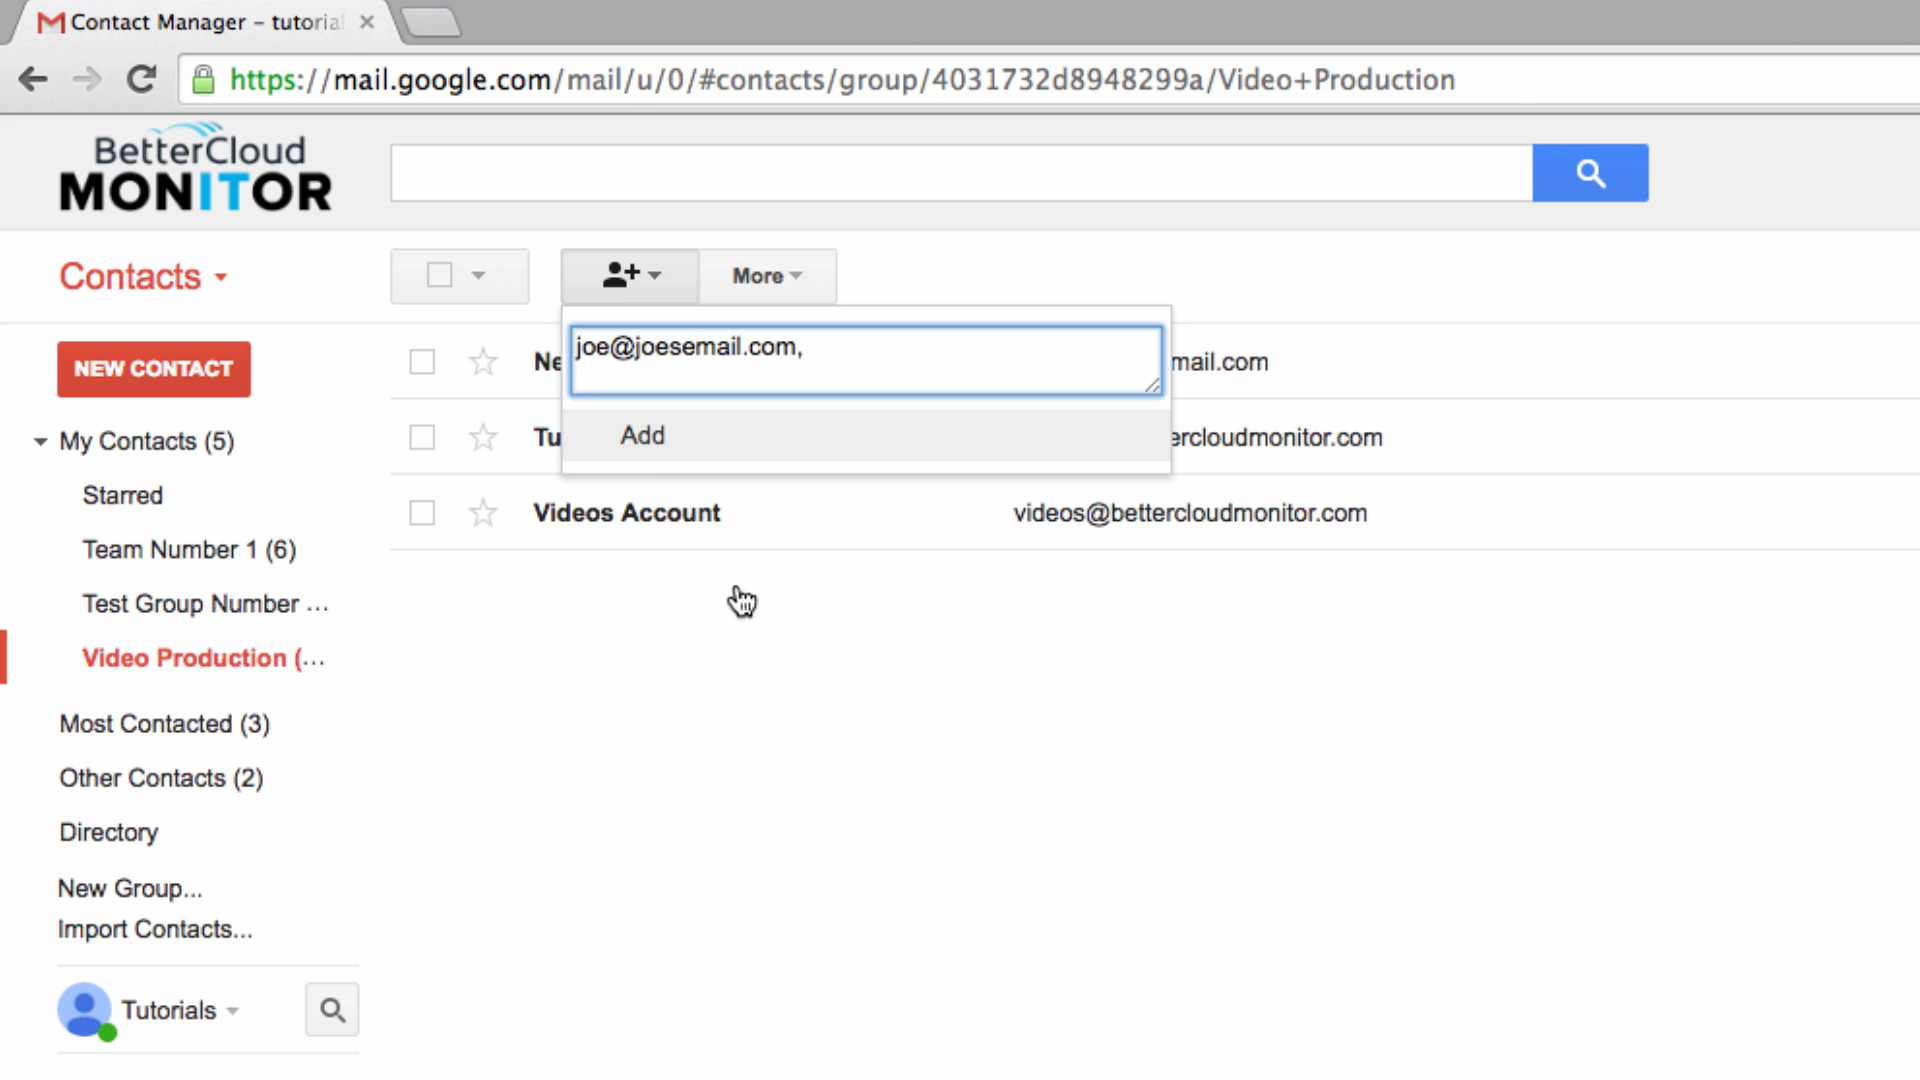 Contact Manager – tutorial
https://mail.google.com/mail/u/0/#contacts/group/4031732d8948299a/Video+Production
BetterCloud
MONITOR
Contacts
More
NEW CONTACT
joe@joesemail.com,
Ne
mail.com
Add
Tu
ercloudmonitor.com
Videos Account videos@bettercloudmonitor.com
My Contacts (5)
Starred
Team Number 1 (6)
Test Group Number ...
Video Production (...
Most Contacted (3)
Other Contacts (2)
Directory
New Group...
Import Contacts...
Tutorials